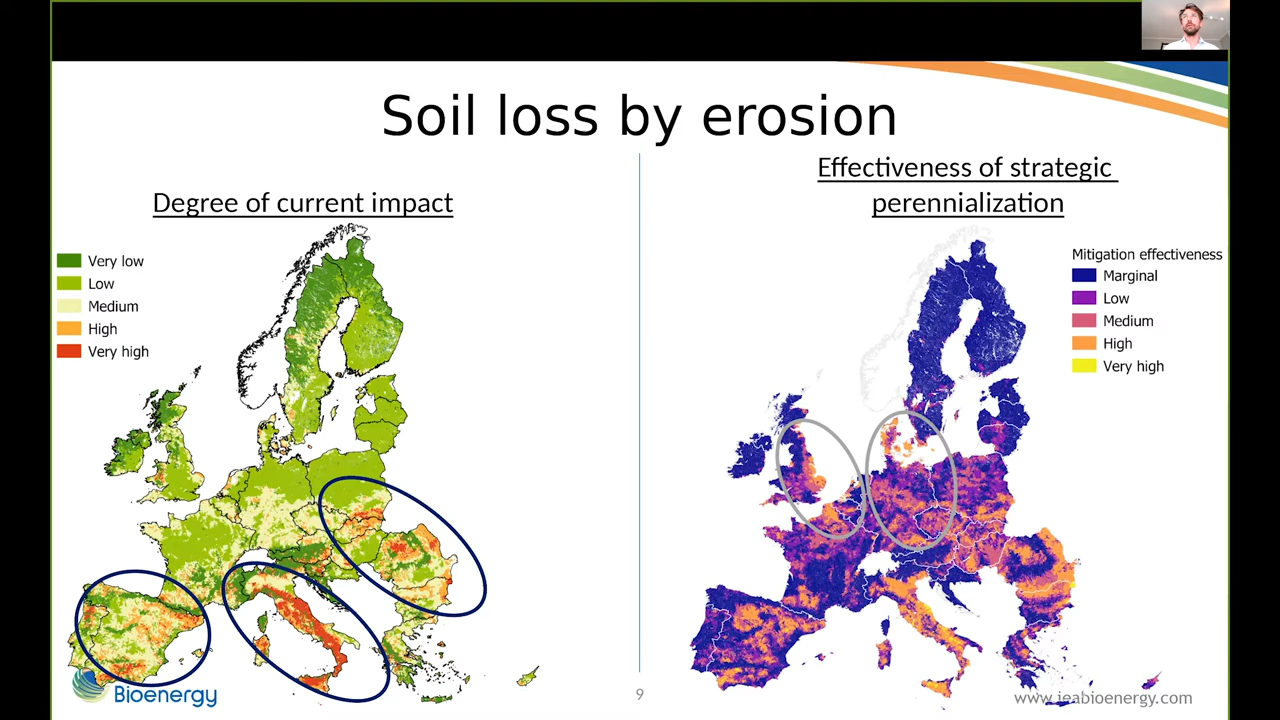 Soil loss by erosion
Degree of current impact
Very low
Low
Medium
High
Very high
Effectiveness of strategic
perennialization
Mitigation effectiveness
Marginal
Low
Medium
High
Very high
Bioenergy
9
www.ieabioenergy.com